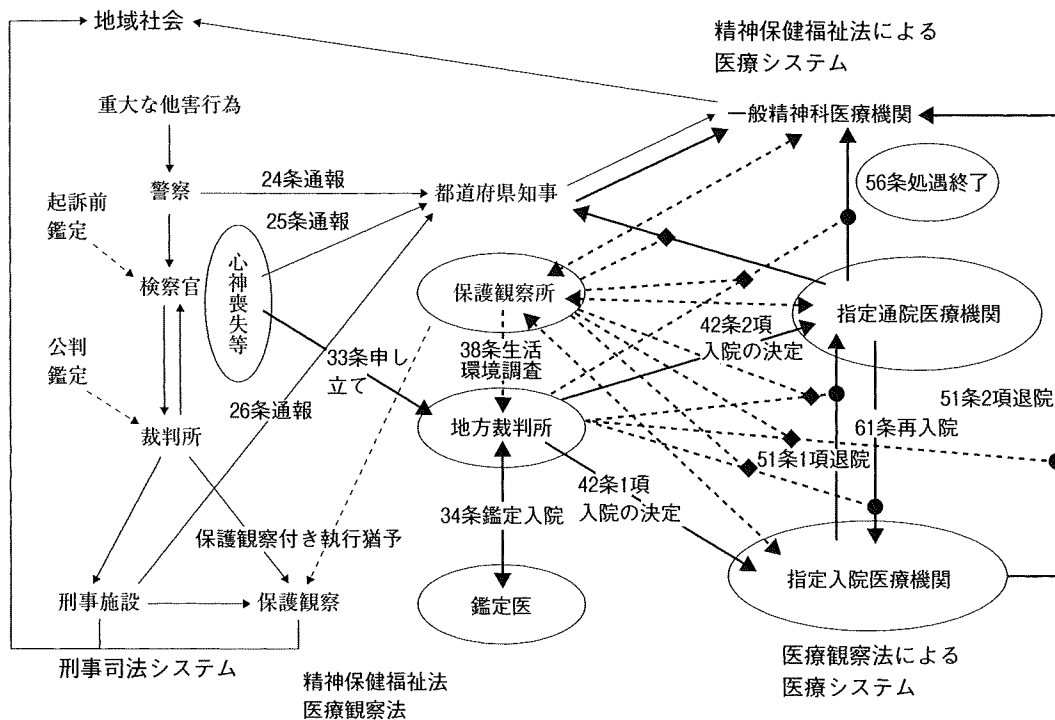 地域社会
精神保健福祉法による
医療システム
重大な他害行為
一般精神科医療機関
警察
24条通報
都道府県知事
56条処遇終了
起訴前
鑑定
25条通報
検察官
心神喪失等
保護観察所
指定通院医療機関
42条2項
入院の決定
公判
鑑定
33条申し
立て
38条生活
環境調査
26条通報
裁判所
地方裁判所
51条2項退院
61条再入院
51条1項退院
42条1項
入院の決定
34条鑑定入院
保護観察付き執行猶予
指定入院医療機関
刑事施設
保護観察
鑑定医
刑事司法システム
精神保健福祉法
医療観察法
医療観察法による
医療システム